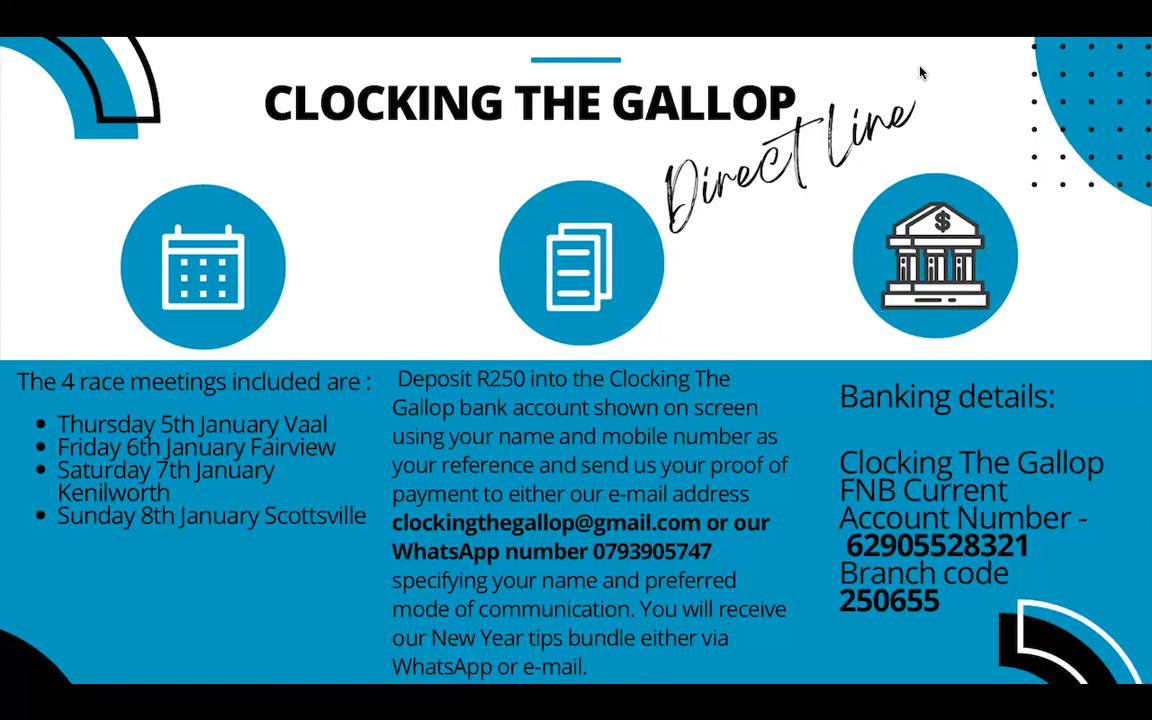 CLOCKING THE GALLOP
Direct Line
$
The 4 race meetings included are :
Thursday 5th January Vaal
Friday 6th January Fairview
Saturday 7th January
Kenilworth
Sunday 8th January Scottsville
Deposit R250 into the Clocking The
Gallop bank account shown on screen
using your name and mobile number as
your reference and send us your proof of
payment to either our e-mail address
clockingthegallop@gmail.com or our
WhatsApp number 0793905747
specifying your name and preferred
mode of communication. You will receive
our New Year tips bundle either via
WhatsApp or e-mail.
Banking details:
Clocking The Gallop
FNB Current
Account Number -
62905528321
Branch code
250655